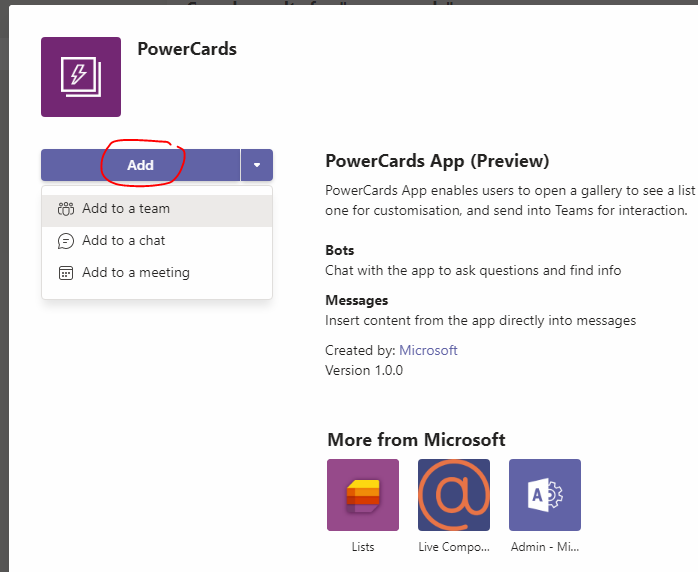 PowerCards
Add
Add to a team
Add to a chat
Add to a meeting
PowerCards App (Preview)
PowerCards App enables users to open a gallery to see a list
one for customisation, and send into Teams for interaction.
Bots
Chat with the app to ask questions and find info
Messages
Insert content from the app directly into messages
Created by: Microsoft
Version 1.0.0
More from Microsoft
Lists
Live Compo...
Admin - Mi...